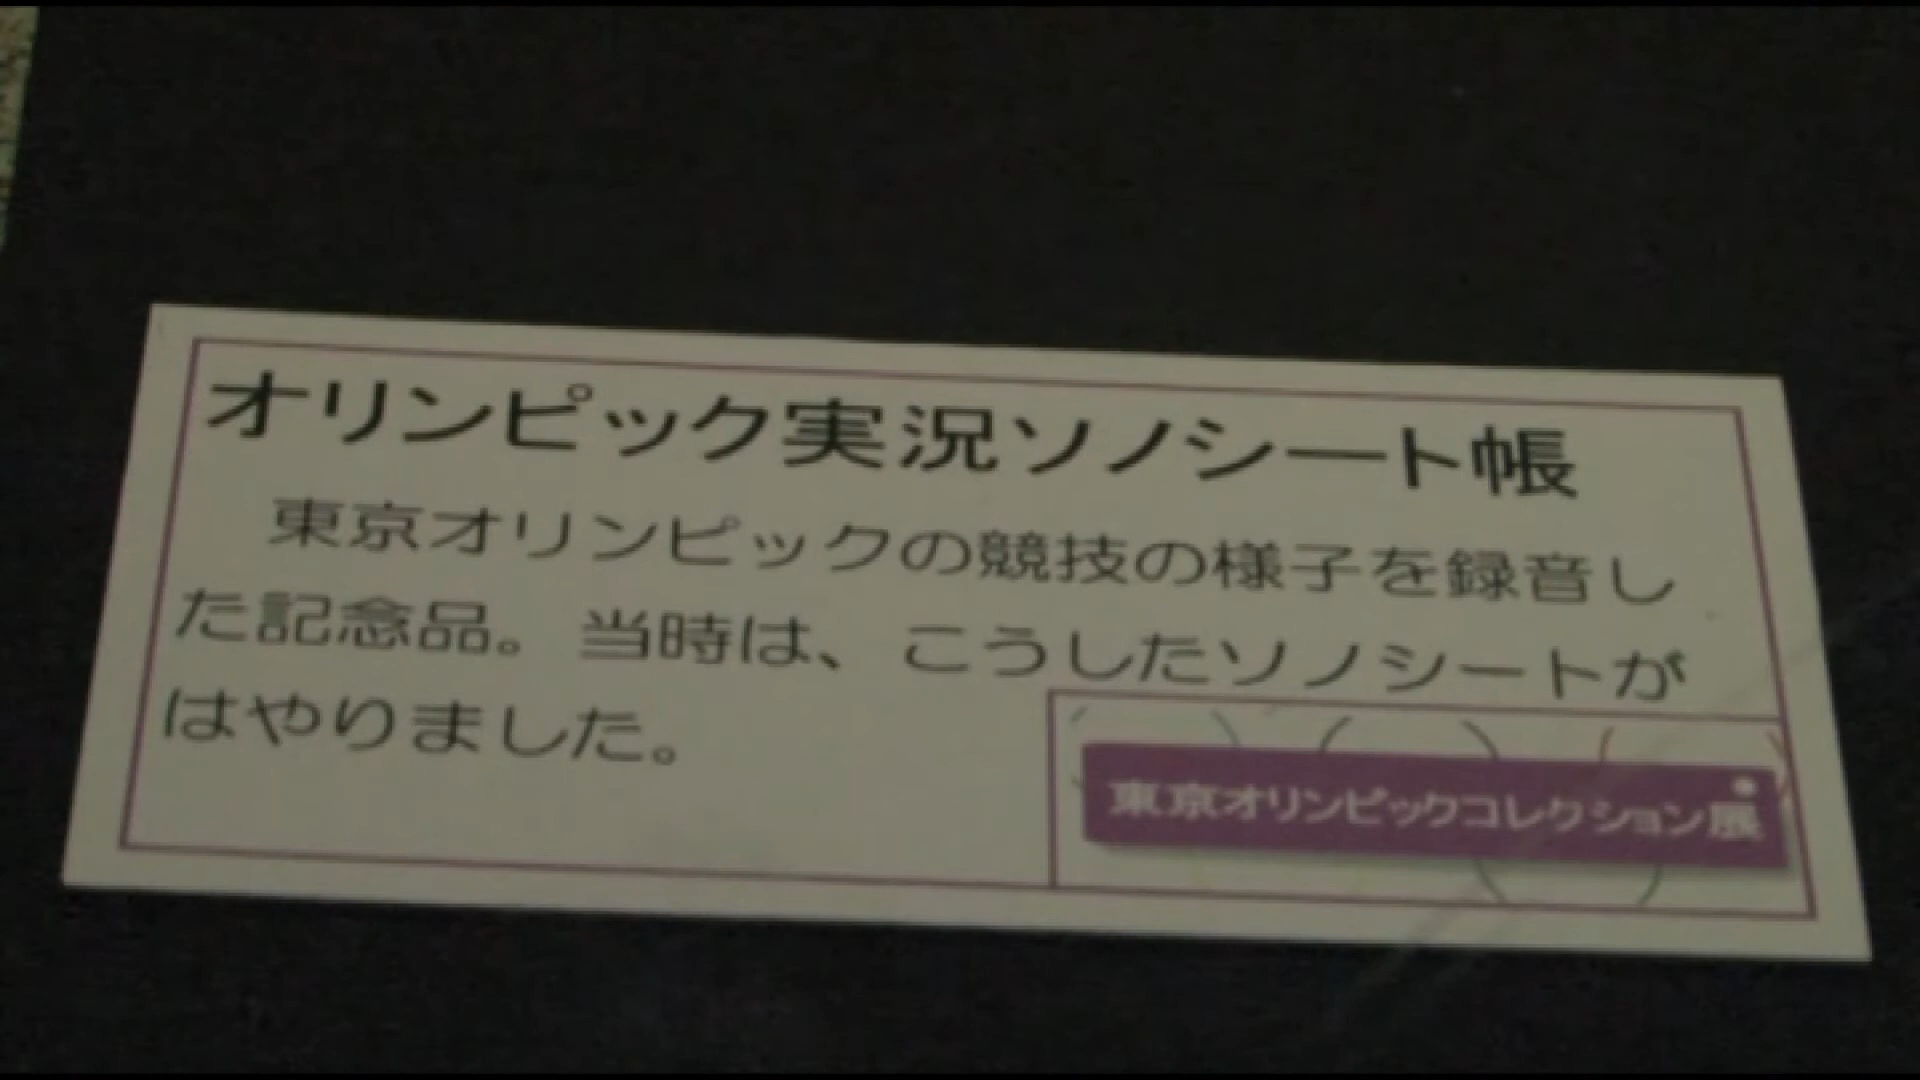 オリンピック実況ソノシート帳
東京オリンピックの競技の様子を録音し
た記念品。当時は、こうしたソノシートが
はやりました。
東京オリンピックコレクション展